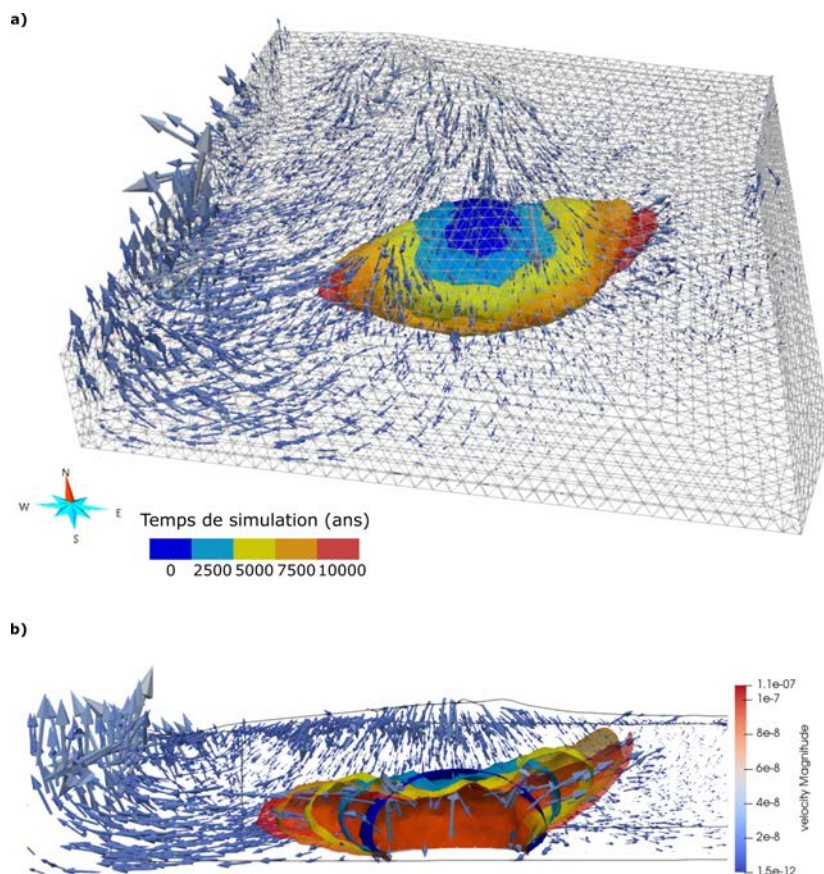 a)
N
W
E
S
Temps de simulation (ans)
0 2500 5000 7500 10000
b)
1.1e-07
1e-7
8e-8
6e-8
4e-8
2e-8
1.5e-12
velocity Magnitude